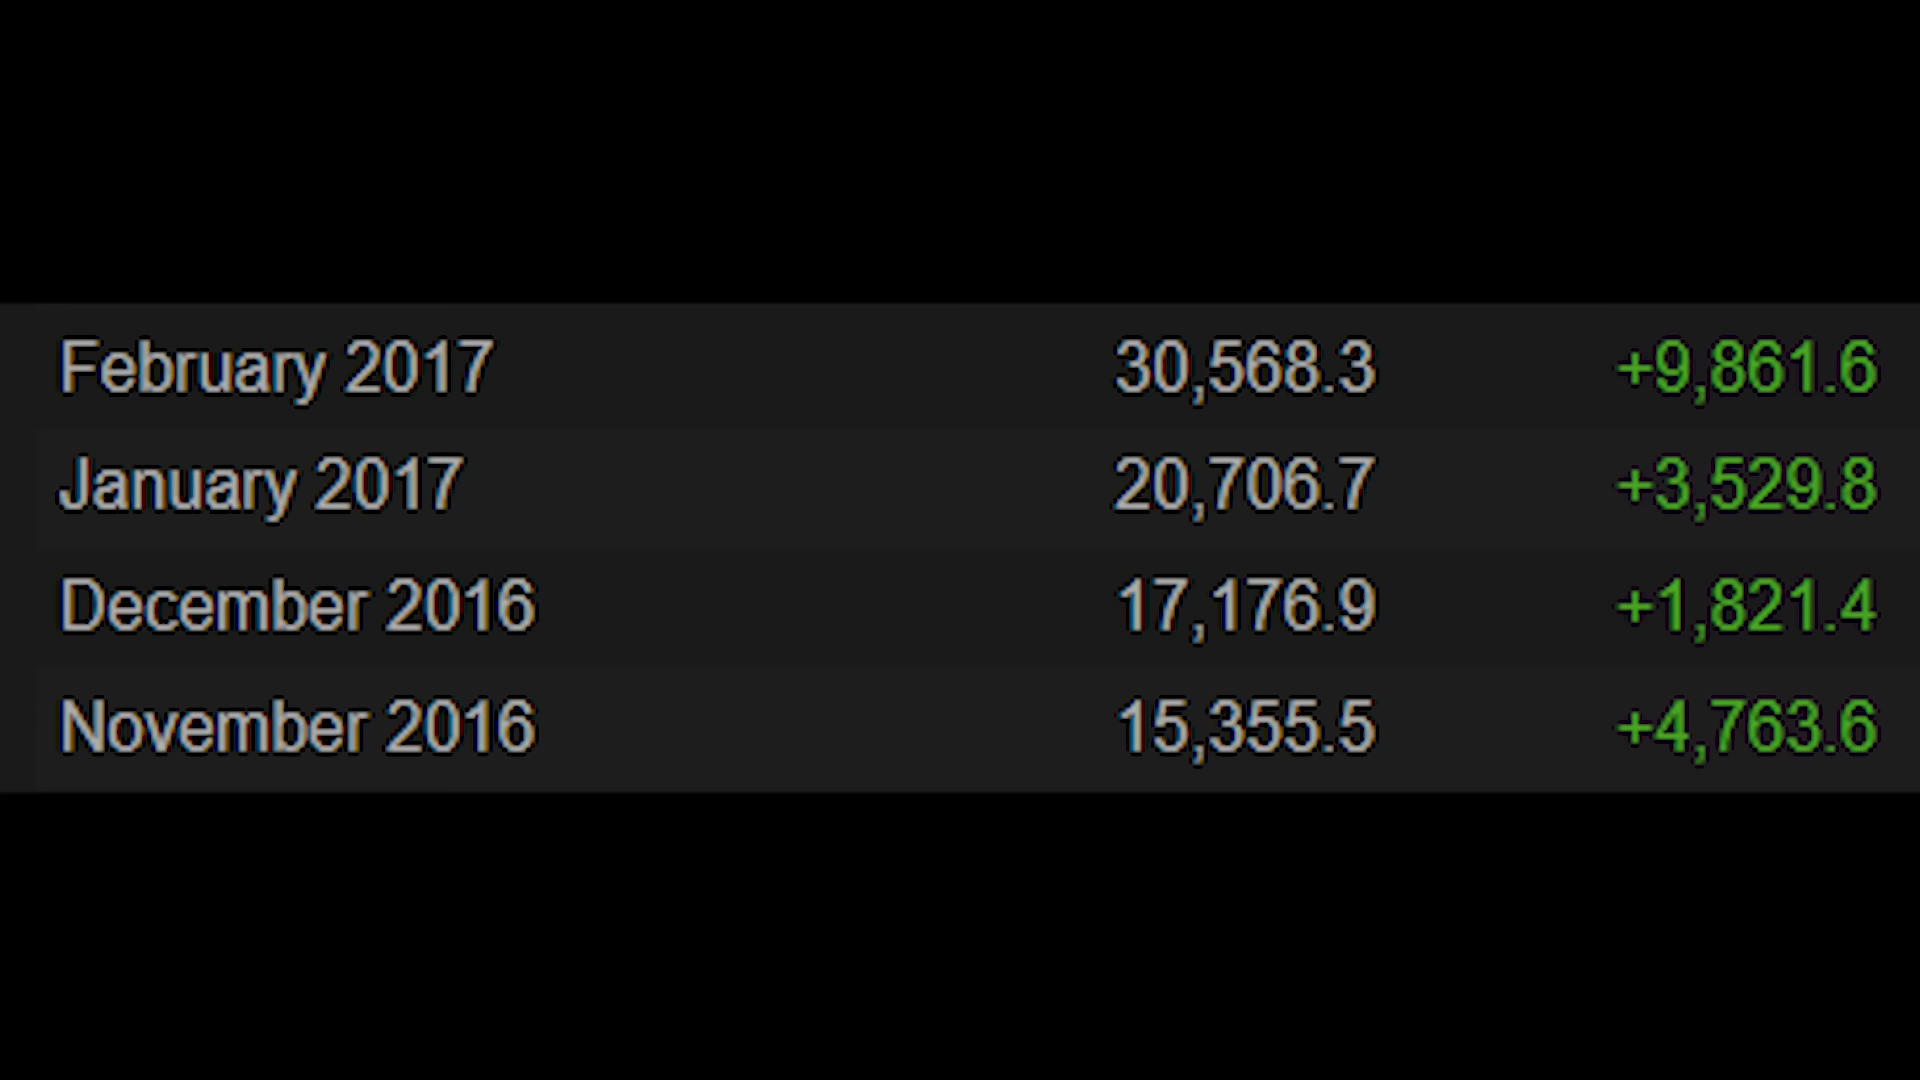 February 2017 30,568.3 +9,861.6
January 2017 20,706.7 +3,529.8
December 2016 17,176.9 +1,821.4
November 2016 15,355.5 +4,763.6